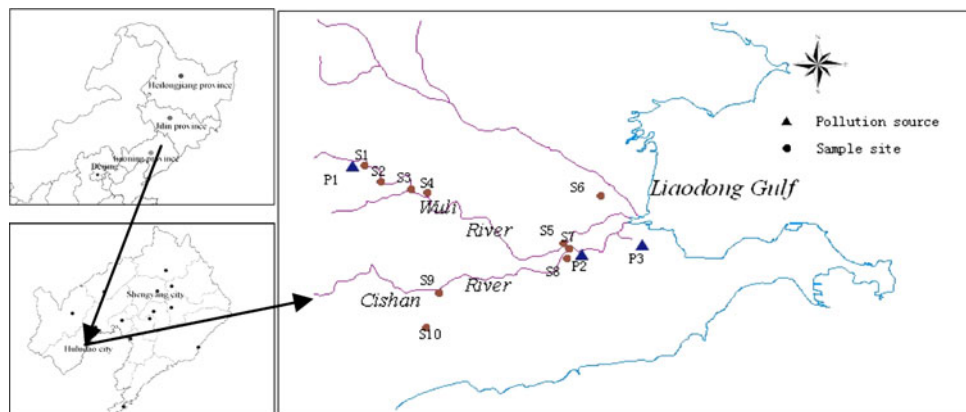 Heilongjiang province
Jilin province
Liaoning province
Beijing
Shengyang city
Huludao city
N
Pollution source
Sample site
Liaodong Gulf
S1
P1
S2
S3
S4
S6
Wuli
River
S5
S7
S8
P2
P3
S9
River
Cishan
S10